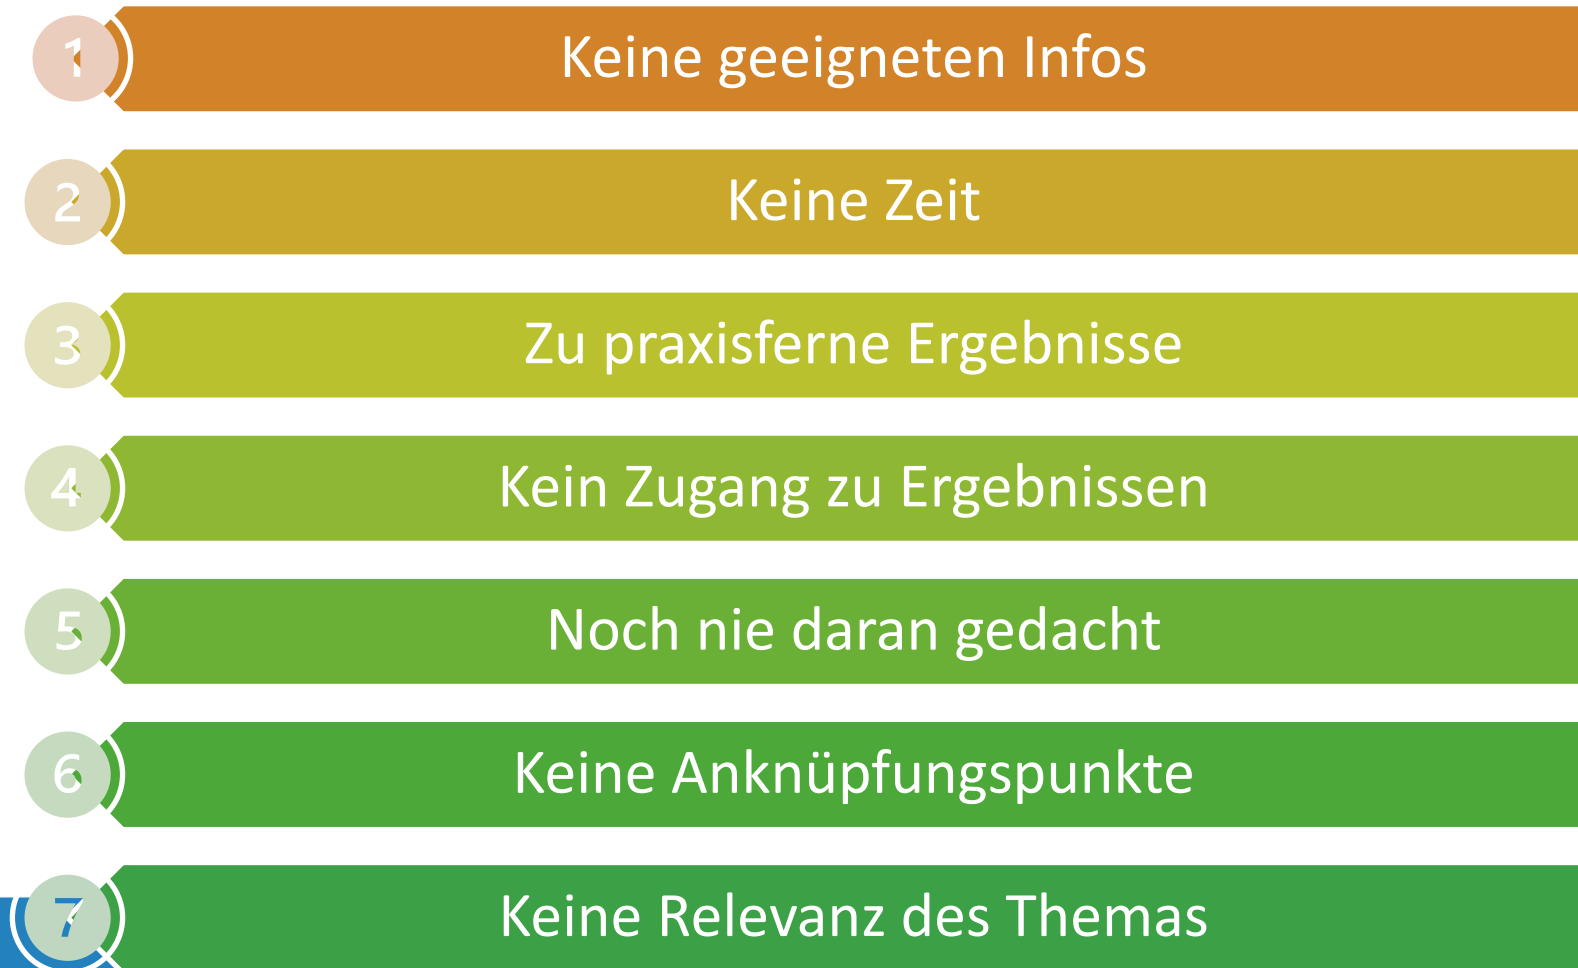 1 Keine geeigneten Infos
2 Keine Zeit
3 Zu praxisferne Ergebnisse
4 Kein Zugang zu Ergebnissen
5 Noch nie daran gedacht
6 Keine Anknüpfungspunkte
7 Keine Relevanz des Themas